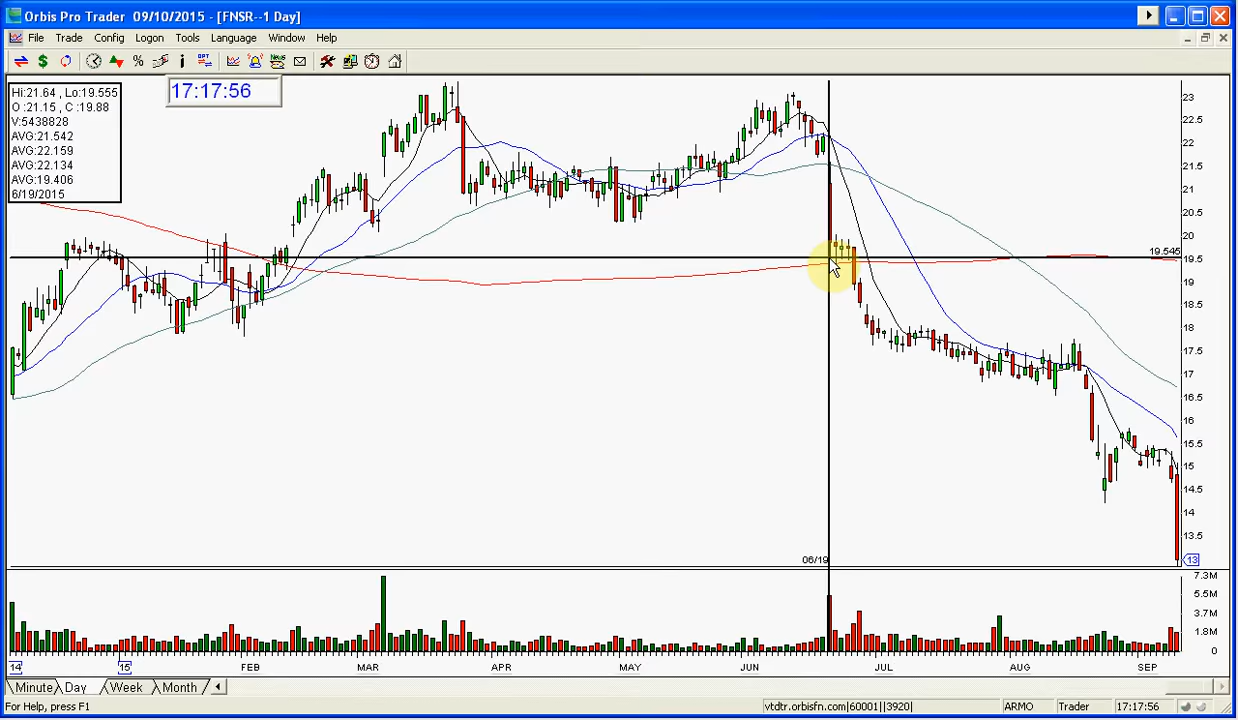 Orbis Pro Trader 09/10/2015 - [FNSR--1 Day]
File Trade Config Logon Tools Language Window Help
17:17:56
Hi:21.64 , Lo:19.555
O :21.15 , C :19.88
V:5438828
AVG:21.542
AVG:22.159
AVG:22.134
AVG:19.406
6/19/2015
23
22.5
22
21.5
21
20.5
20
19.545
19.5
19
18.5
18
17.5
17
16.5
16
15.5
15
14.5
14
13.5
13
06/19
7.3M
5.5M
3.7M
1.8M
0
14 15 FEB MAR APR MAY JUN JUL AUG SEP
Minute Day Week Month
For Help, press F1 vtdtr.orbisfn.com|60001||3920| ARMO Trader 17:17:56